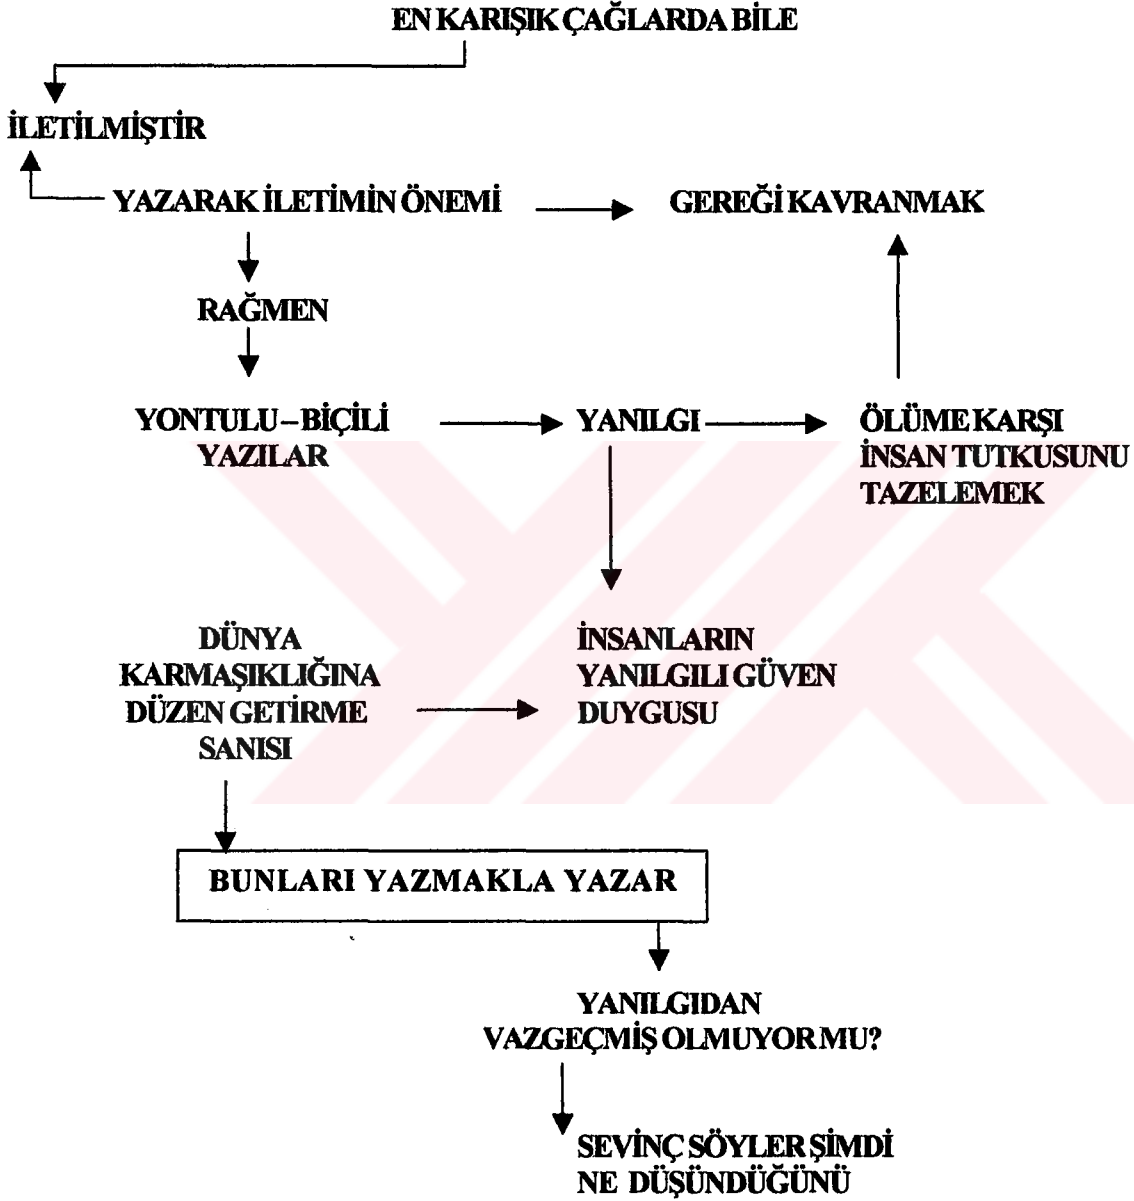 EN KARIŞIK ÇAĞLARDA BİLE
İLETİLMİŞTİR
YAZARAK İLETİMİN ÖNEMİ
GEREĞİ KAVRANMAK
RAĞMEN
YONTULU – BİÇİLİ
YAZILAR
YANILGI
ÖLÜME KARŞI
İNSAN TUTKUSUNU
TAZELEMEK
DÜNYA
KARMAŞIKLIĞINA
DÜZEN GETİRME
SANISI
İNSANLARIN
YANILGILI GÜVEN
DUYGUSU
BUNLARI YAZMAKLA YAZAR
YANILGIDAN
VAZGEÇMİŞ OLMUYOR MU?
SEVİNÇ SÖYLER ŞİMDİ
NE DÜŞÜNDÜĞÜNÜ